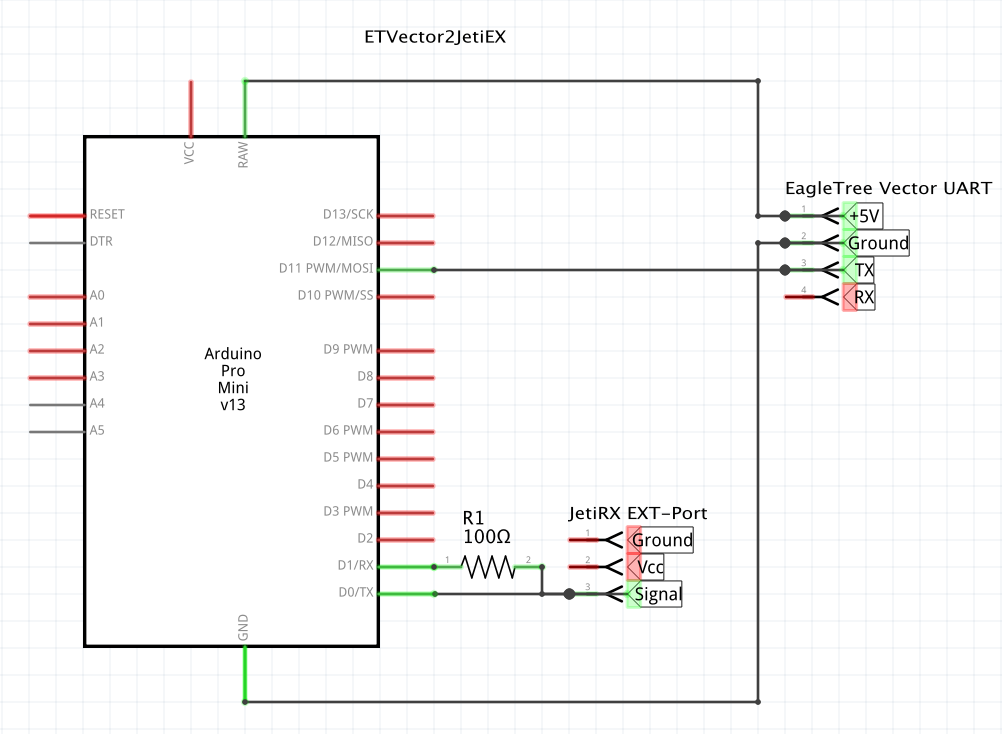 ETVector2JetiEX
VCC
RAW
EagleTree Vector UART
RESET
D13/SCK
1
+5V
DTR
D12/MISO
2
Ground
D11 PWM/MOSI
3
TX
A0
D10 PWM/SS
4
RX
A1
A2
D9 PWM
Arduino
Pro
Mini
v13
A3
D8
A4
D7
A5
D6 PWM
D5 PWM
D4
D3 PWM
R1
100Ω
JetiRX EXT-Port
D2
1
Ground
D1/RX
1
2
2
Vcc
D0/TX
3
Signal
GND